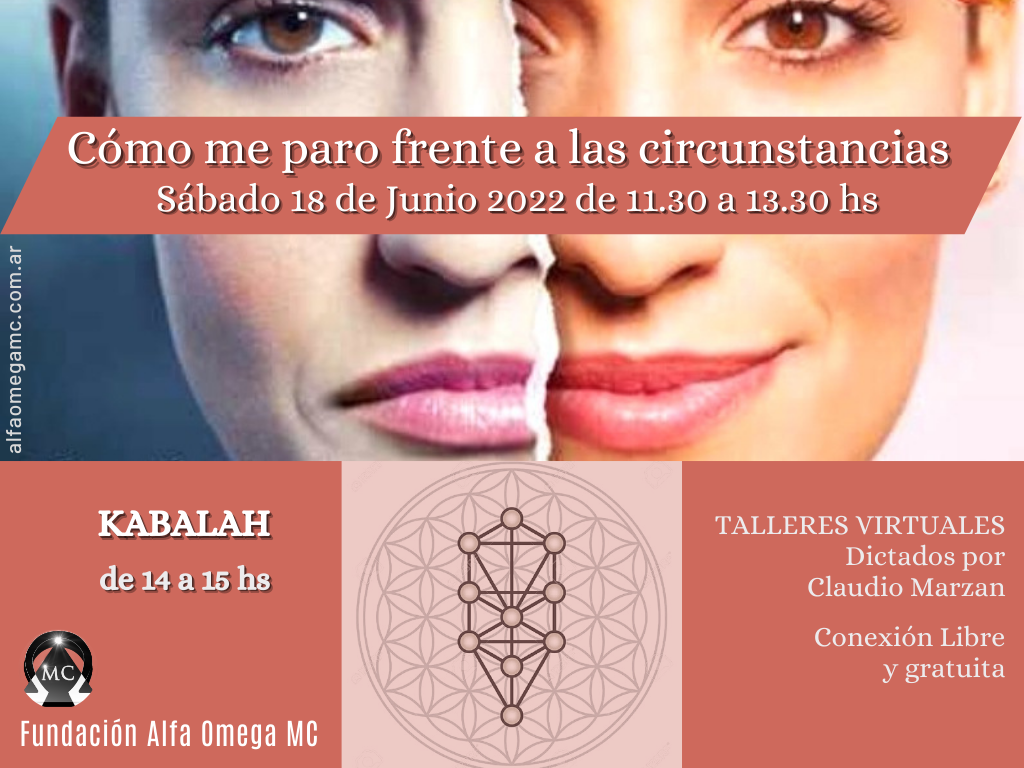 Cómo me paro frente a las circunstancias
Sábado 18 de Junio 2022 de 11.30 a 13.30 hs
alfaomegamc.com.ar
KABALAH
de 14 a 15 hs
MC
Fundación Alfa Omega MC
TALLERES VIRTUALES
Dictados por
Claudio Marzan
Conexión Libre
y gratuita